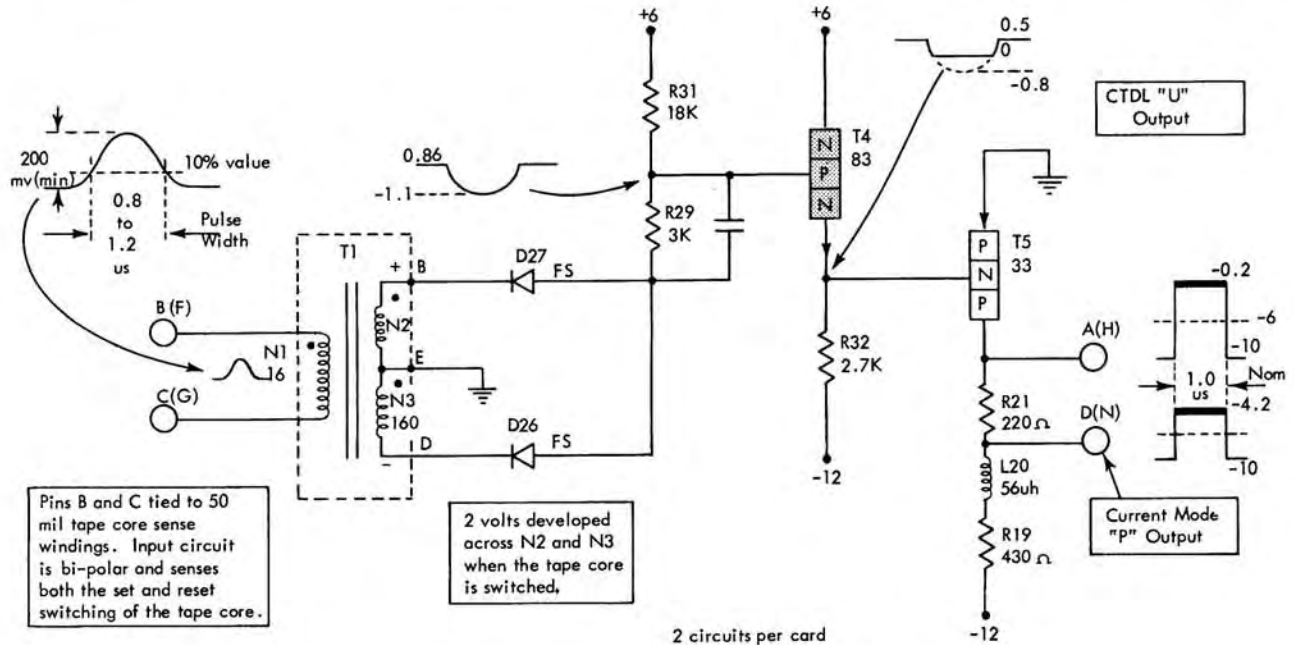 +6
+6
0.5
0
-0.8
CTDL "U"
Output
R31
18K
T4
83
N
P
N
200
mv(min)
10% value
0.8
to
1.2
us
Pulse
Width
0.86
-1.1
R29
3K
T1
+
B
D27
FS
N2
E
N3
160
D
-
D26
FS
B(F)
N1
16
C(G)
P
N
P
T5
33
R32
2.7K
-12
A(H)
-0.2
-6
-10
1.0
us
Nom
-4.2
-10
R21
220 Ω
D(N)
L20
56uh
R19
430 Ω
-12
Current Mode
"P" Output
Pins B and C tied to 50
mil tape core sense
windings. Input circuit
is bi-polar and senses
both the set and reset
switching of the tape core.
2 volts developed
across N2 and N3
when the tape core
is switched.
2 circuits per card